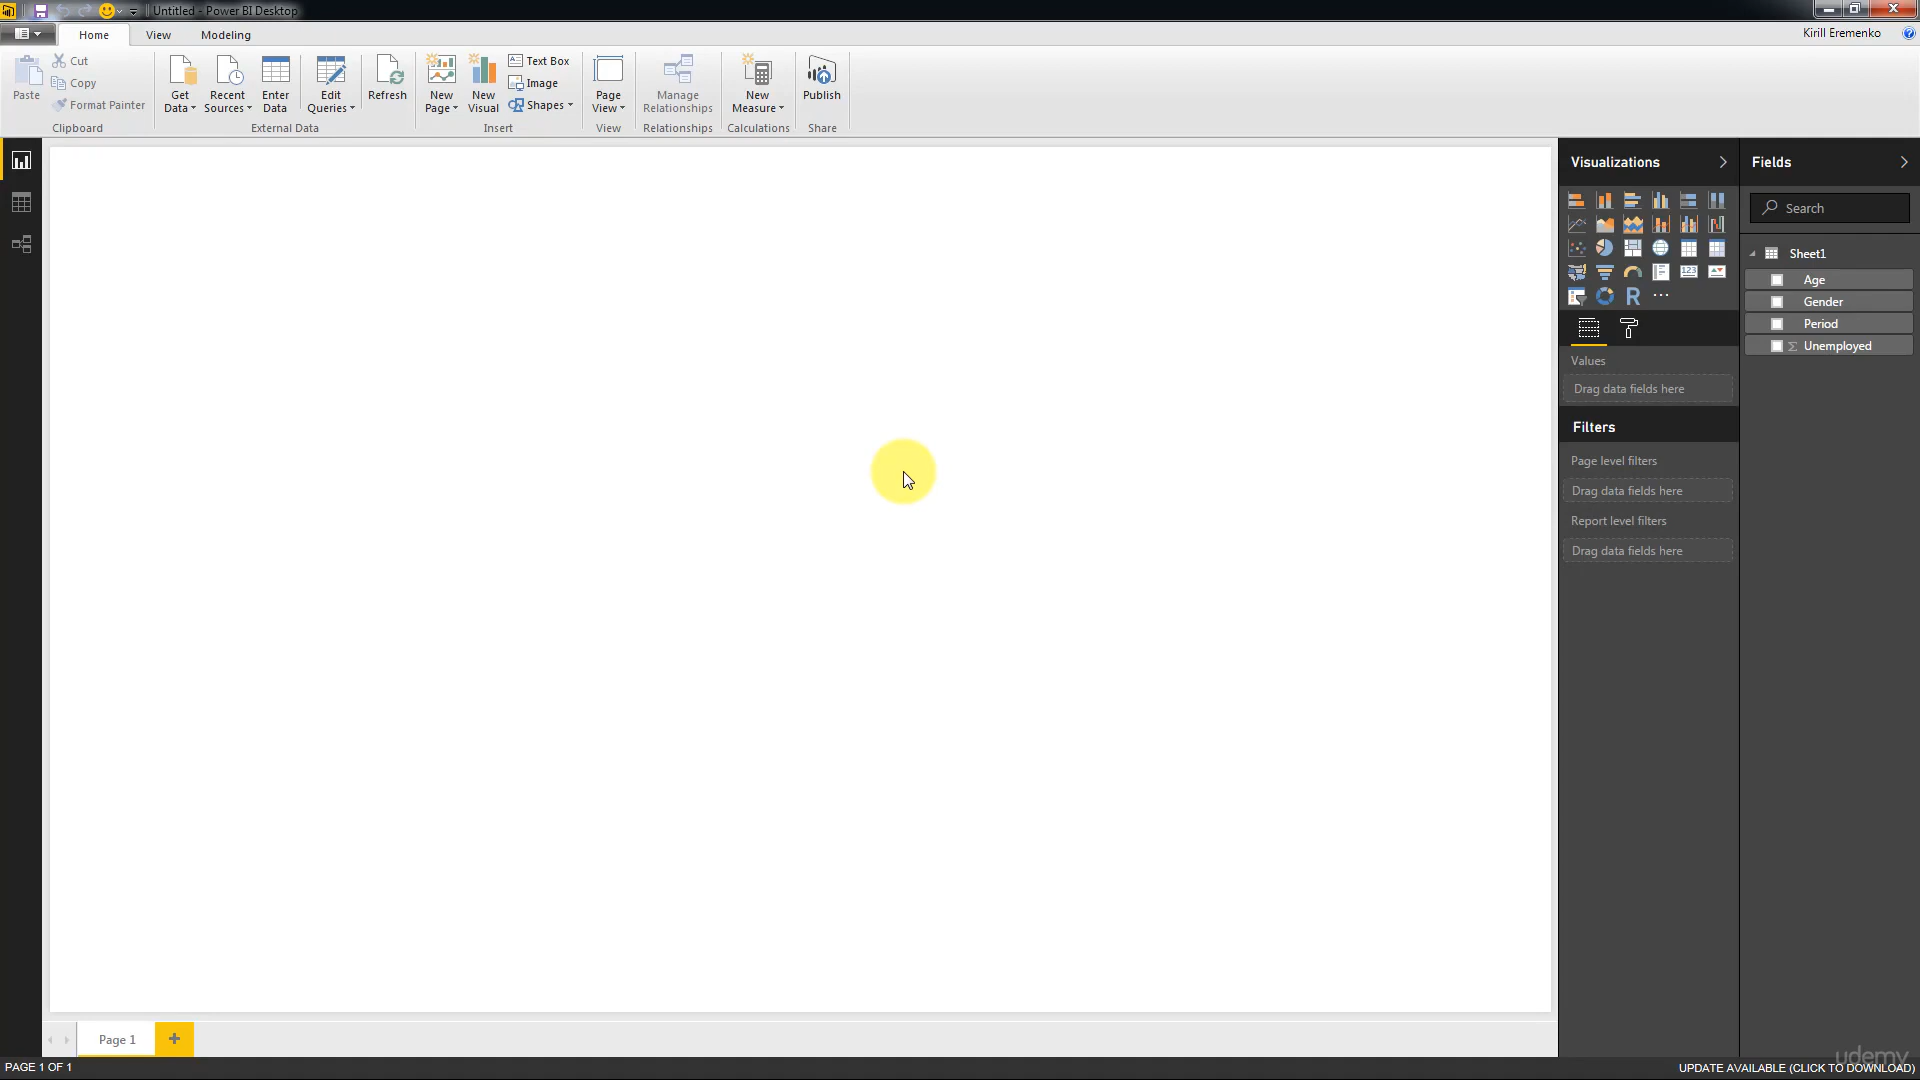 Untitled - Power BI Desktop
Home View Modeling Kirill Eremenko
Paste
Cut
Copy
Format Painter
Clipboard
Get Data
Recent Sources
Enter Data
Edit Queries
Refresh
External Data
New Page
New Visual
Text Box
Image
Shapes
Insert
Page View
View
Manage Relationships
Relationships
New Measure
Calculations
Publish
Share
Visualizations
R
123
Values
Drag data fields here
Filters
Page level filters
Drag data fields here
Report level filters
Drag data fields here
Fields
Search
Sheet1
Age
Gender
Period
Σ Unemployed
Page 1
PAGE 1 OF 1
udemy
UPDATE AVAILABLE (CLICK TO DOWNLOAD)